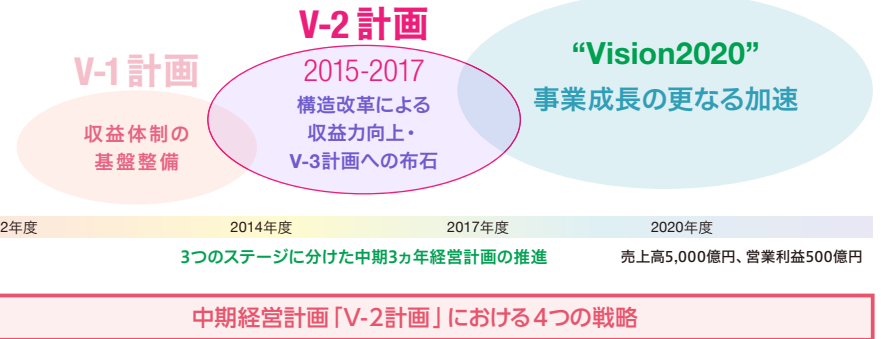 V-1計画
収益体制の
基盤整備
V-2計画
2015-2017
構造改革による
収益力向上・
V-3計画への布石
“Vision2020”
事業成長の更なる加速
2年度 2014年度 2017年度 2020年度
3つのステージに分けた中期3ヵ年経営計画の推進
売上高5,000億円、営業利益500億円
中期経営計画「V-2計画」における4つの戦略